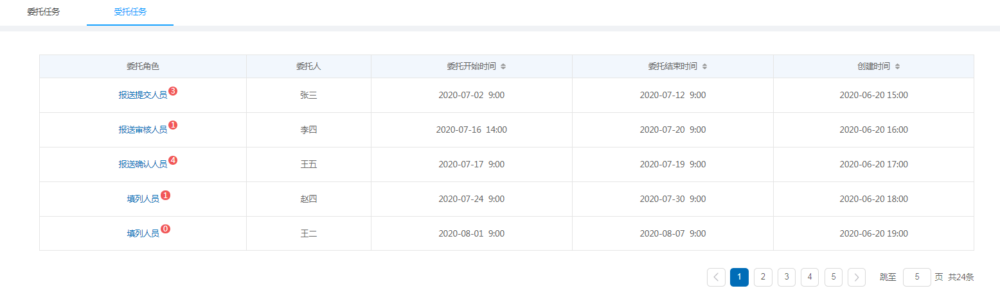 委托任务 受托任务
委托角色 委托人 委托开始时间 委托结束时间 创建时间
报送提交人员 3 张三 2020-07-02 9:00 2020-07-12 9:00 2020-06-20 15:00
报送审核人员 1 李四 2020-07-16 14:00 2020-07-20 9:00 2020-06-20 16:00
报送确认人员 4 王五 2020-07-17 9:00 2020-07-19 9:00 2020-06-20 17:00
填列人员 1 赵四 2020-07-24 9:00 2020-07-30 9:00 2020-06-20 18:00
填列人员 0 王二 2020-08-01 9:00 2020-08-07 9:00 2020-06-20 19:00
1 2 3 4 5 跳至 5 页 共24条